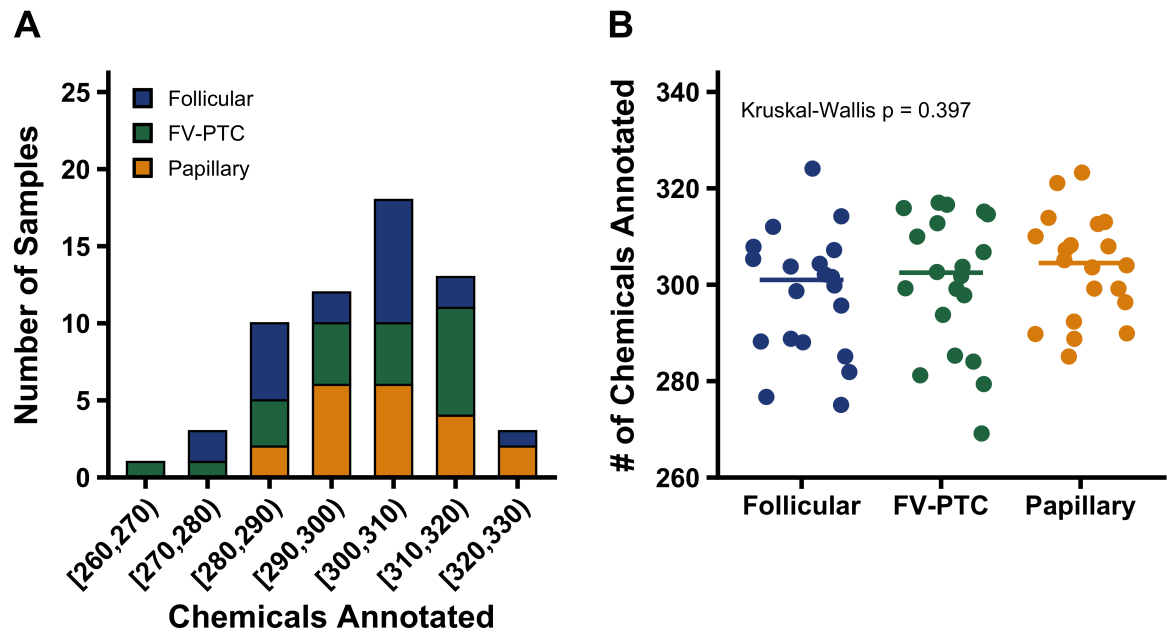 A
Number of Samples
25
20
15
10
5
0
Follicular
FV-PTC
Papillary
[260,270)
[270,280)
[280,290)
[290,300)
[300,310)
[310,320)
[320,330)
Chemicals Annotated
B
# of Chemicals Annotated
340
320
300
280
260
Kruskal-Wallis p = 0.397
Follicular
FV-PTC
Papillary